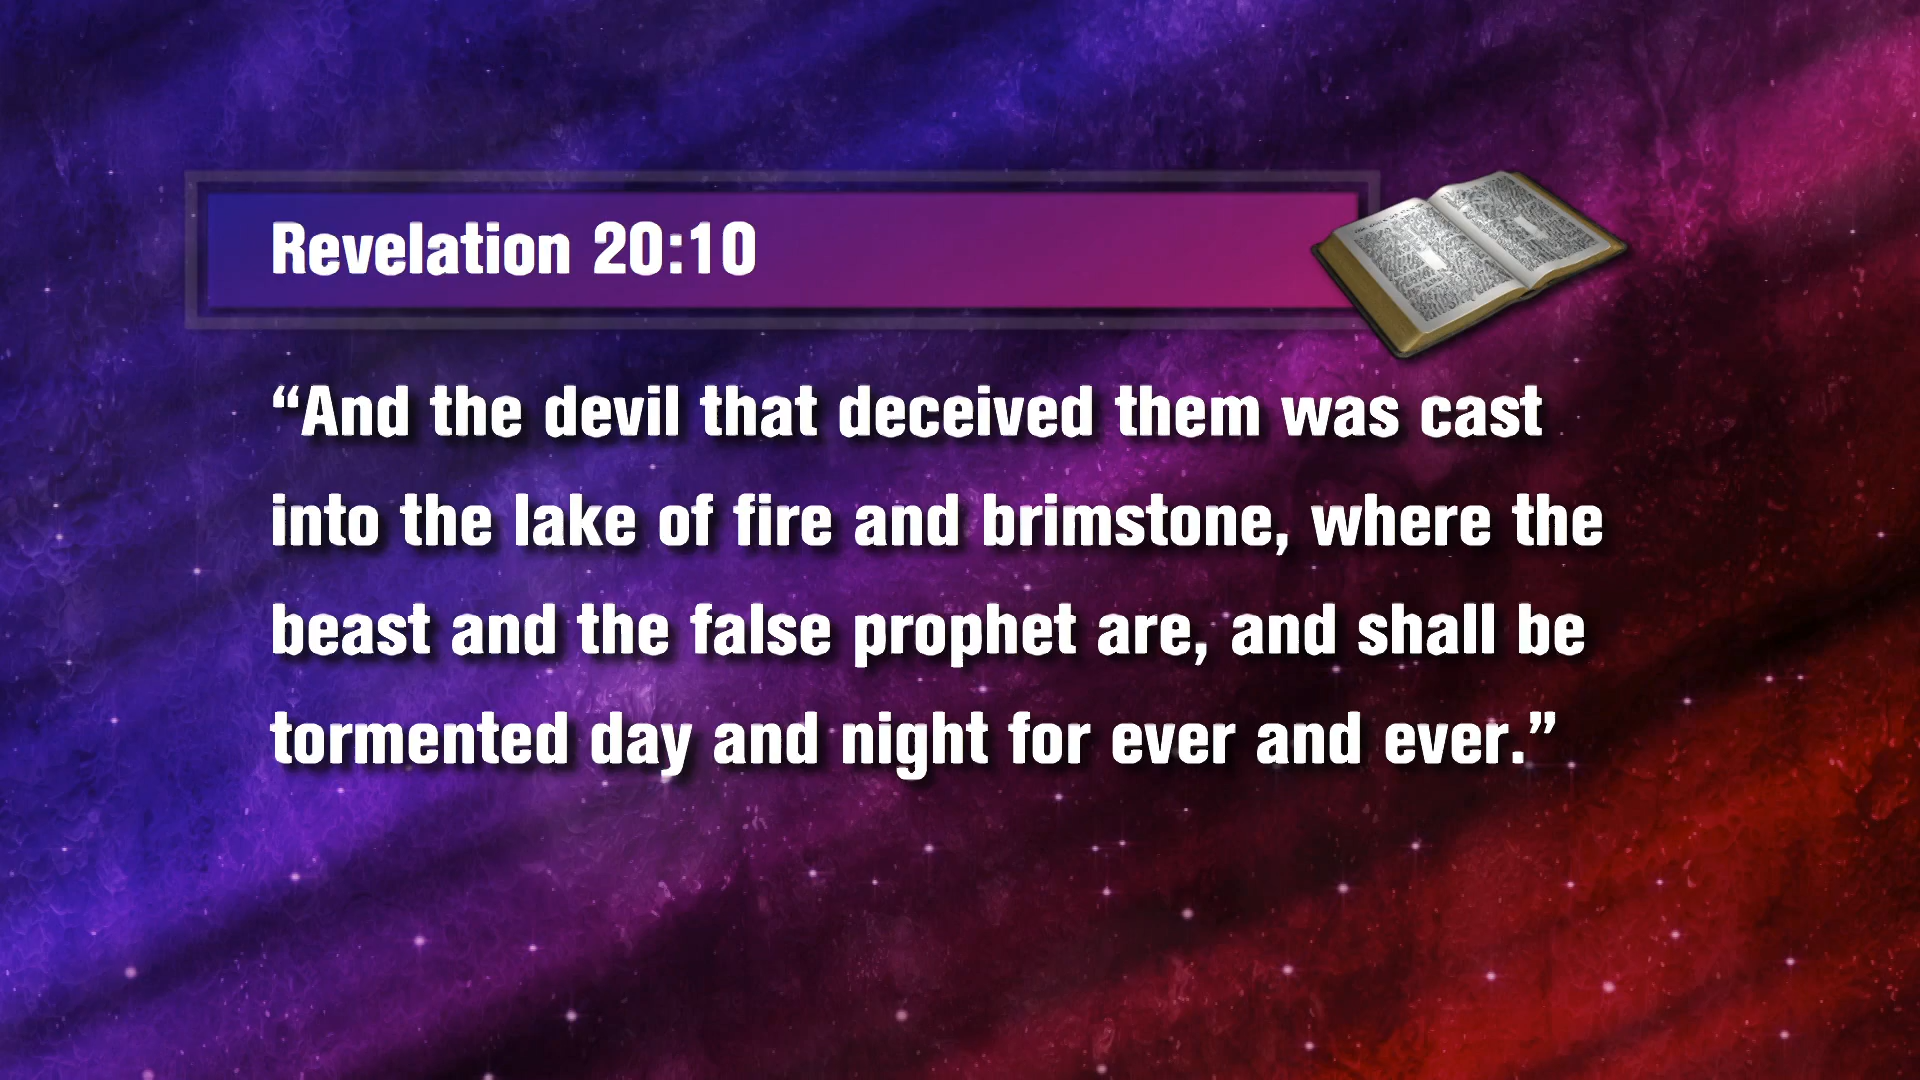 Revelation 20:10
“And the devil that deceived them was cast
into the lake of fire and brimstone, where the
beast and the false prophet are, and shall be
tormented day and night for ever and ever.”